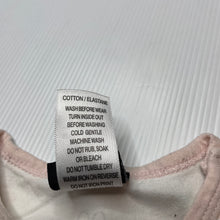 COTTON / ELASTANE
WASH BEFORE WEAR
TURN INSIDE OUT
BEFORE WASHING
COLD GENTLE
MACHINE WASH
DO NOT RUB, SOAK
OR BLEACH
DO NOT TUMBLE DRY
WARM IRON ON REVERSE
DO NOT IRON PRINT